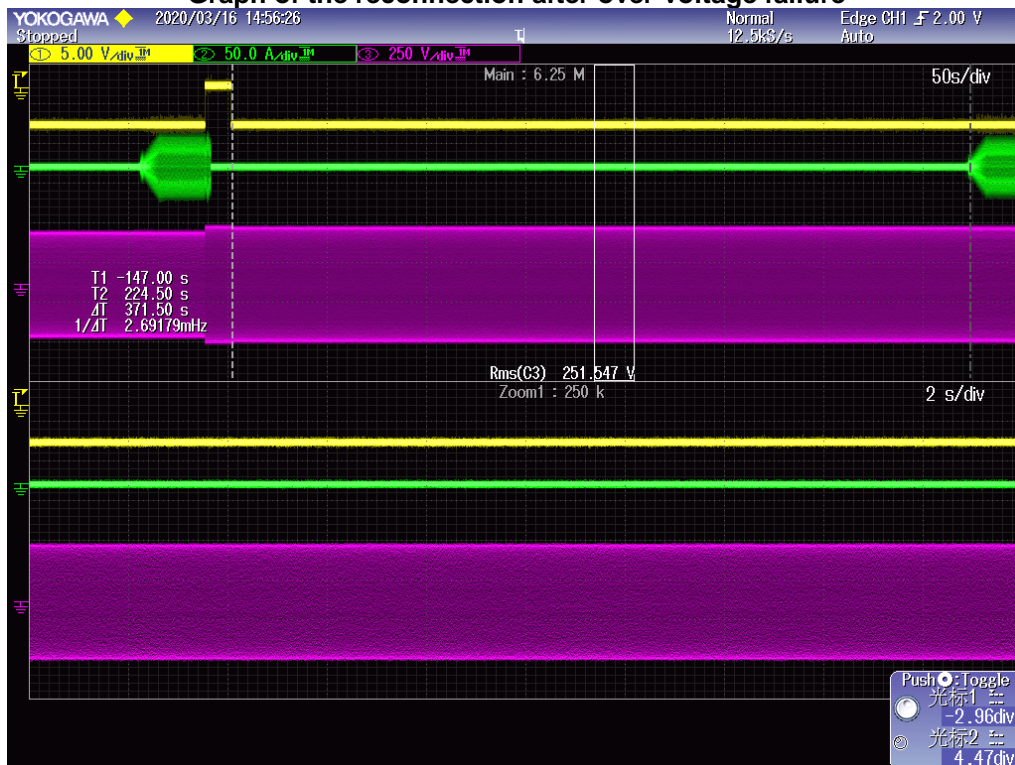 Graph of the reconnection after over-voltage failure
YOKOGAWA 2020/03/16 14:56:26 Normal Edge CH1 2.00 V
Stopped 12.5kS/s Auto
1 5.00 V/div 2 50.0 A/div 3 250 V/div
Main : 6.25 M 50s/div
T1 -147.00 s
T2 224.50 s
ΔT 371.50 s
1/ΔT 2.69179mHz
Rms(C3) 251.547 V
Zoom1 : 250 k 2 s/div
Push :Toggle
光标1
-2.96div
光标2
4.47div